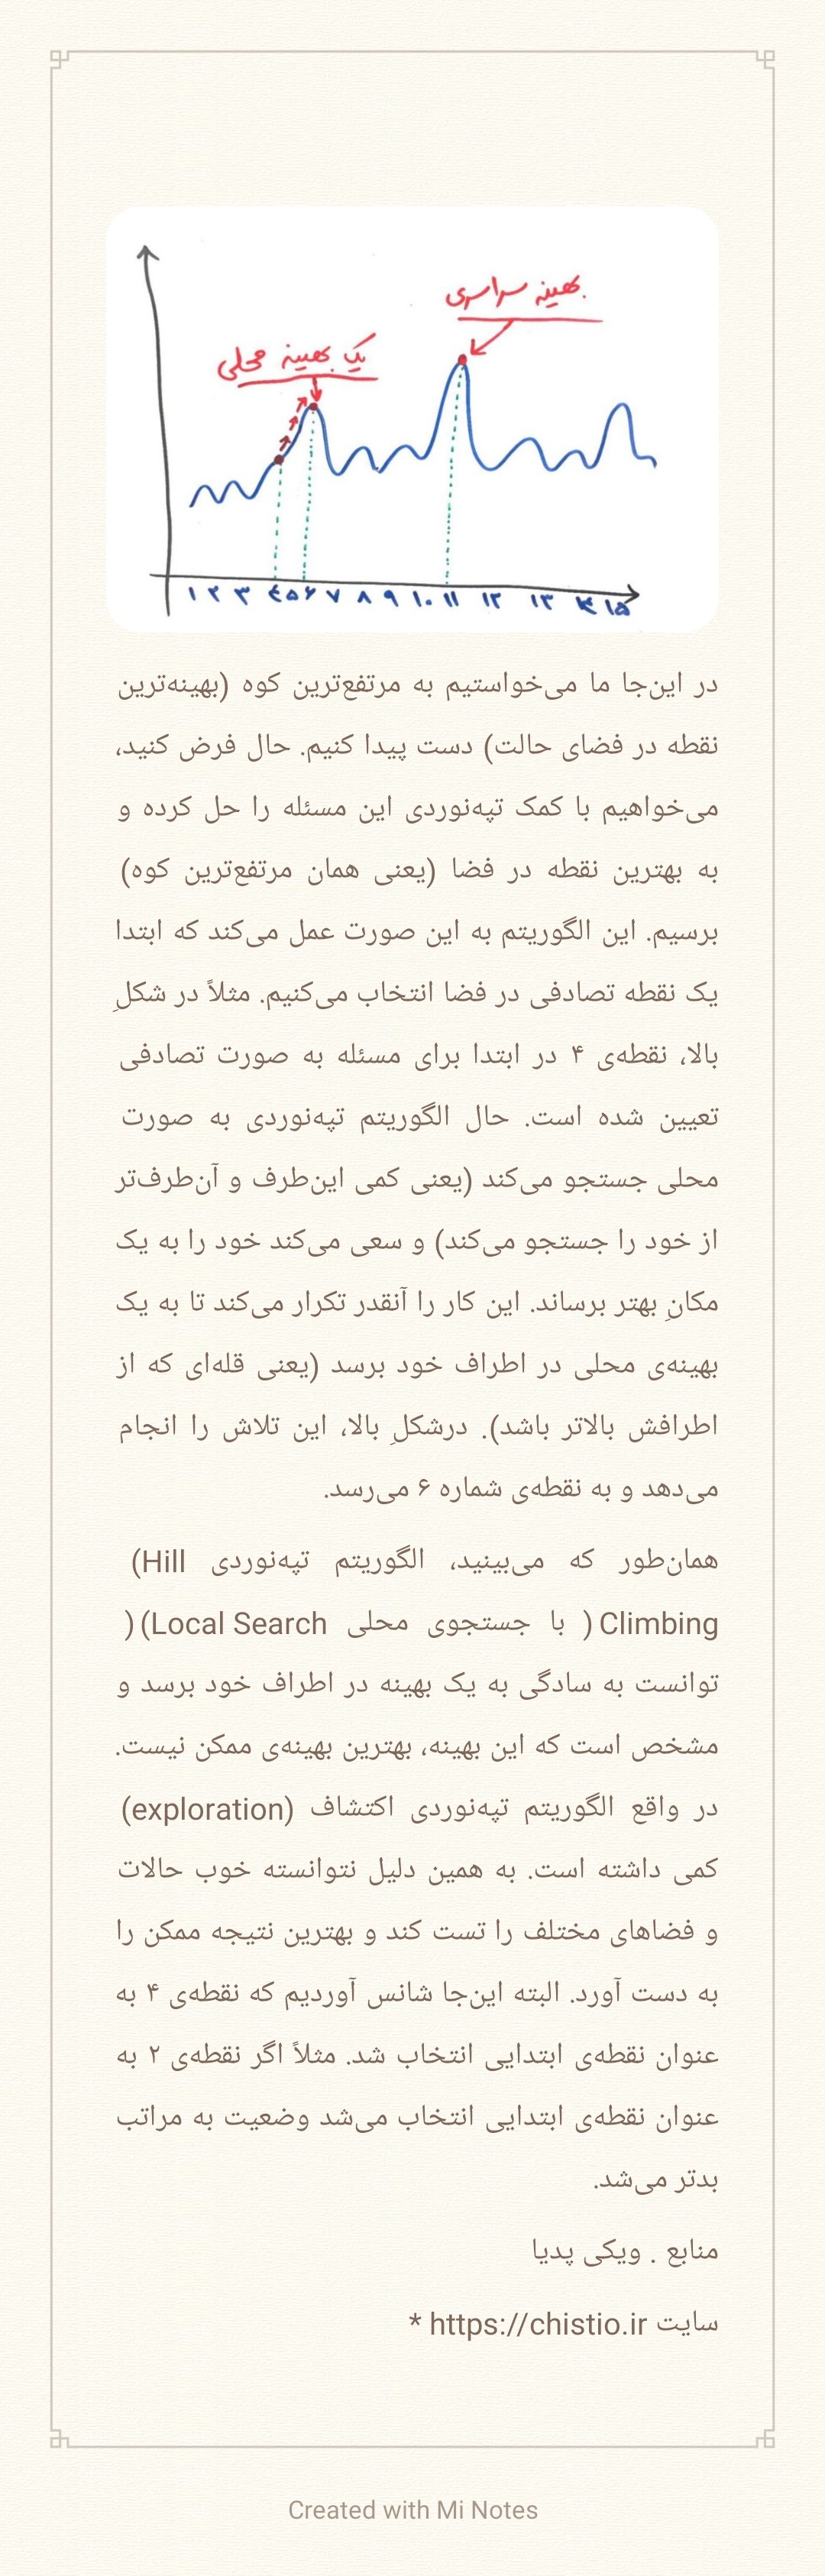 بهینه سراسری
یک بهینه محلی
۱ ۲ ۳ ۴ ۵ ۶ ۷ ۸ ۹ ۱۰ ۱۱ ۱۲ ۱۳ ۱۴ ۱۵
در این‌جا ما می‌خواستیم به مرتفع‌ترین کوه (بهینه‌ترین
نقطه در فضای حالت) دست پیدا کنیم. حال فرض کنید،
می‌خواهیم با کمک تپه‌نوردی این مسئله را حل کرده و
به بهترین نقطه در فضا (یعنی همان مرتفع‌ترین کوه)
برسیم. این الگوریتم به این صورت عمل می‌کند که ابتدا
یک نقطه تصادفی در فضا انتخاب می‌کنیم. مثلاً در شکلِ
بالا، نقطه‌ی ۴ در ابتدا برای مسئله به صورت تصادفی
تعیین شده است. حال الگوریتم تپه‌نوردی به صورت
محلی جستجو می‌کند (یعنی کمی این‌طرف و آن‌طرف‌تر
از خود را جستجو می‌کند) و سعی می‌کند خود را به یک
مکانِ بهتر برساند. این کار را آنقدر تکرار می‌کند تا به یک
بهینه‌ی محلی در اطراف خود برسد (یعنی قله‌ای که از
اطرافش بالاتر باشد). درشکلِ بالا، این تلاش را انجام
می‌دهد و به نقطه‌ی شماره ۶ می‌رسد.
همان‌طور که می‌بینید، الگوریتم تپه‌نوردی Hill)
Climbing ( با جستجوی محلی Local Search) (
توانست به سادگی به یک بهینه در اطراف خود برسد و
مشخص است که این بهینه، بهترین بهینه‌ی ممکن نیست.
در واقع الگوریتم تپه‌نوردی اکتشاف (exploration)
کمی داشته است. به همین دلیل نتوانسته خوب حالات
و فضاهای مختلف را تست کند و بهترین نتیجه ممکن را
به دست آورد. البته این‌جا شانس آوردیم که نقطه‌ی ۴ به
عنوان نقطه‌ی ابتدایی انتخاب شد. مثلاً اگر نقطه‌ی ۲ به
عنوان نقطه‌ی ابتدایی انتخاب می‌شد وضعیت به مراتب
بدتر می‌شد.
منابع . ویکی پدیا
سایت https://chistio.ir *
Created with Mi Notes